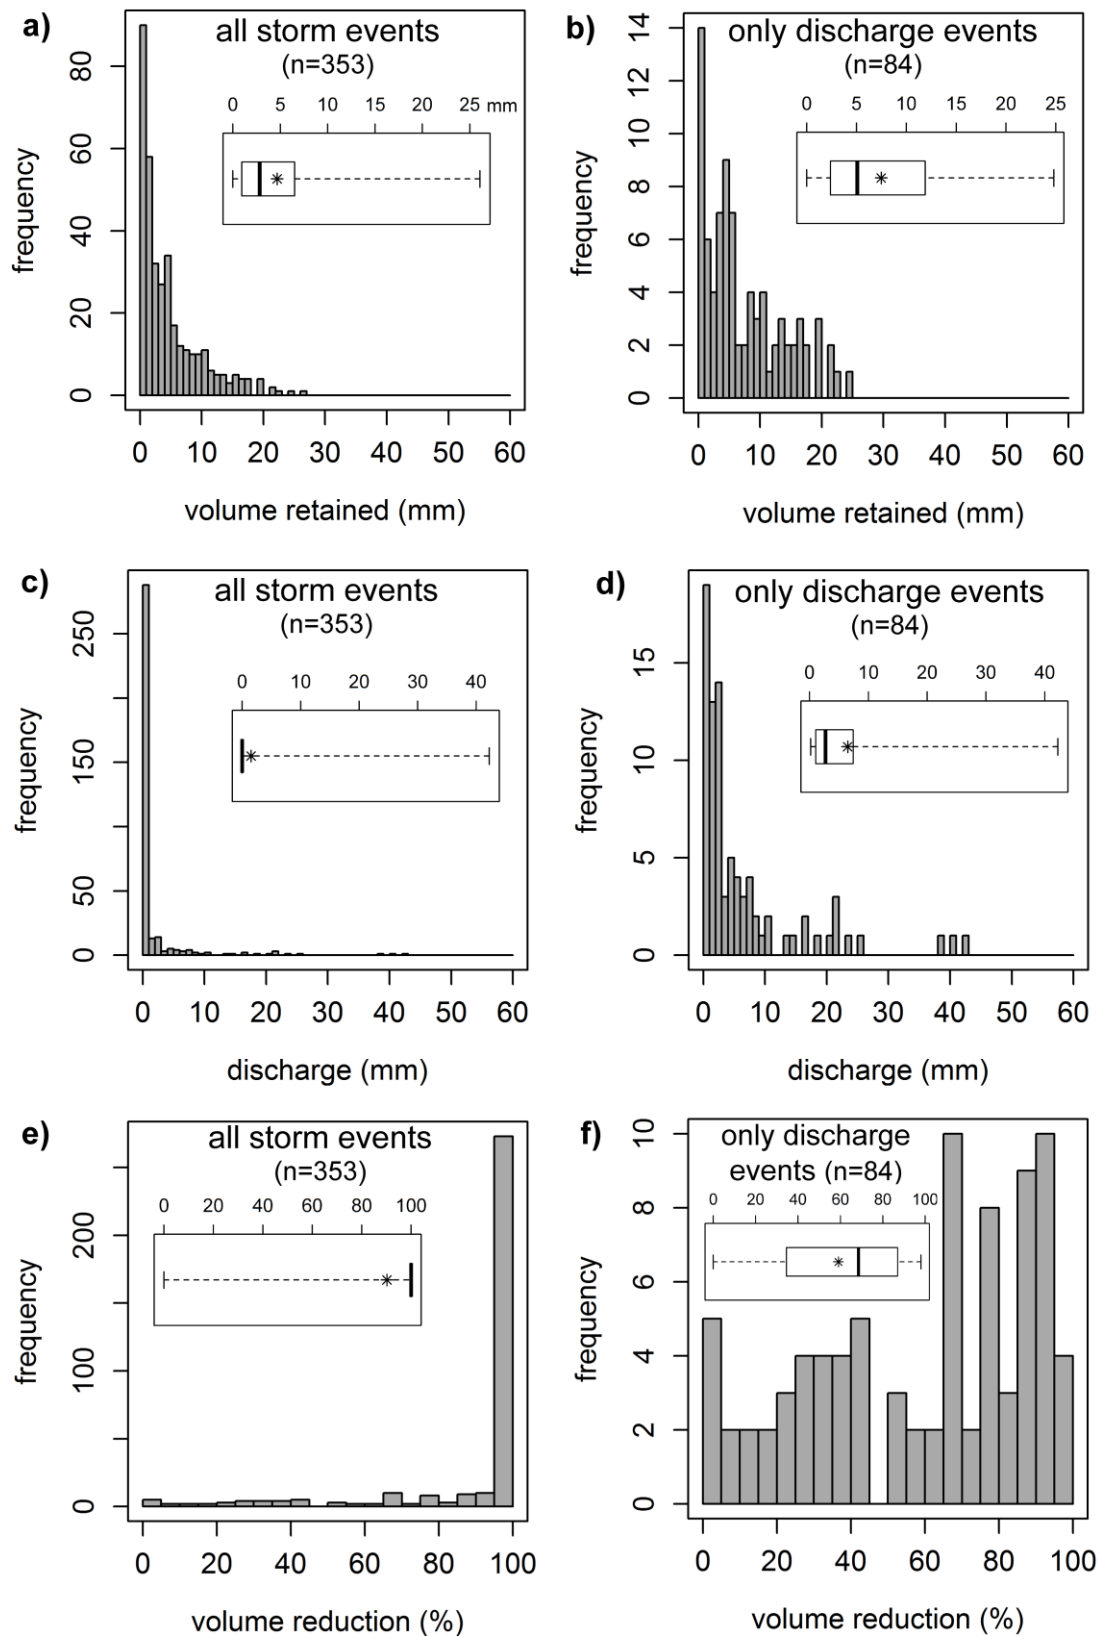 a)
all storm events
(n=353)
0 5 10 15 20 25 mm
frequency
0 20 40 60 80
0 10 20 30 40 50 60
volume retained (mm)
b)
only discharge events
(n=84)
0 5 10 15 20 25
frequency
0 2 4 6 8 10 12 14
0 10 20 30 40 50 60
volume retained (mm)
c)
all storm events
(n=353)
0 10 20 30 40
frequency
0 50 150 250
0 10 20 30 40 50 60
discharge (mm)
d)
only discharge events
(n=84)
0 10 20 30 40
frequency
0 5 10 15
0 10 20 30 40 50 60
discharge (mm)
e)
all storm events
(n=353)
0 20 40 60 80 100
frequency
0 100 200
0 20 40 60 80 100
volume reduction (%)
f)
only discharge
events (n=84)
0 20 40 60 80 100
frequency
0 2 4 6 8 10
0 20 40 60 80 100
volume reduction (%)